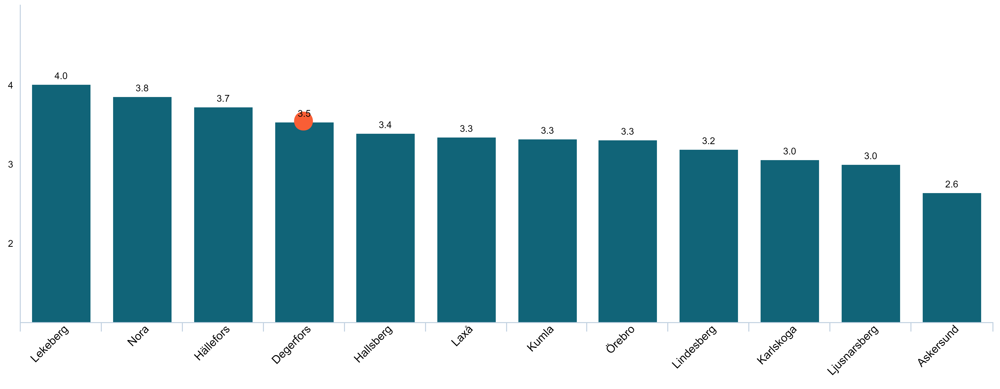 4.0
3.8
3.7
3.5
3.4
3.3
3.3
3.3
3.2
3.0
3.0
2.6
4
3
2
Lekeberg
Nora
Hällefors
Degerfors
Hallsberg
Laxå
Kumla
Örebro
Lindesberg
Karlskoga
Ljusnarsberg
Askersund